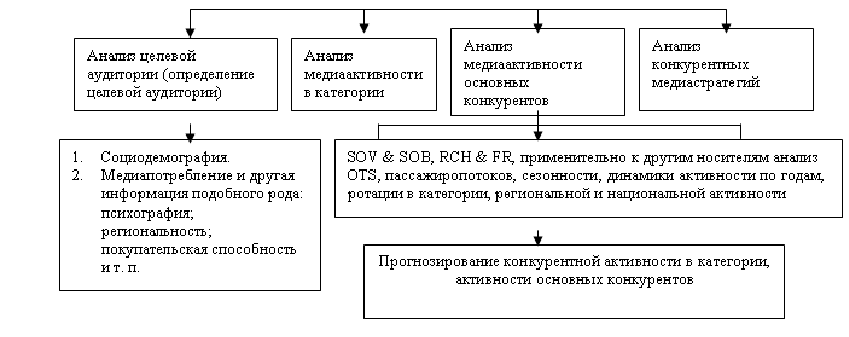 Анализ целевой
аудитории (определение
целевой аудитории)
Анализ
медиаактивности
в категории
Анализ
медиаактивности
основных
конкурентов
Анализ
конкурентных
медиастратегий
1. Социодемография.
2. Медиапотребление и другая
информация подобного рода:
психография;
региональность;
покупательская способность
и т. п.
SOV & SOB, RCH & FR, применительно к другим носителям анализ
OTS, пассажиропотоков, сезонности, динамики активности по годам,
ротации в категории, региональной и национальной активности
Прогнозирование конкурентной активности в категории,
активности основных конкурентов